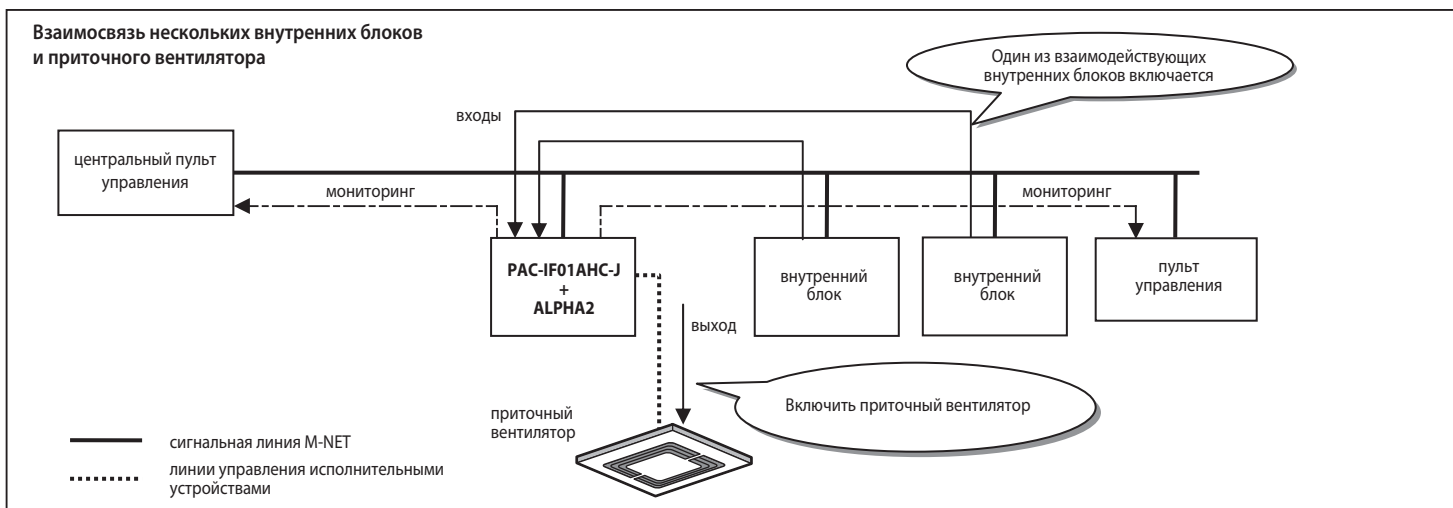 Взаимосвязь нескольких внутренних блоков
и приточного вентилятора
Один из взаимодействующих
внутренних блоков включается
входы
центральный пульт
управления
мониторинг
мониторинг
PAC-IF01AHC-J
+
ALPHA2
внутренний
блок
внутренний
блок
пульт
управления
выход
Включить приточный вентилятор
приточный
вентилятор
сигнальная линия M-NET
линии управления исполнительными
устройствами